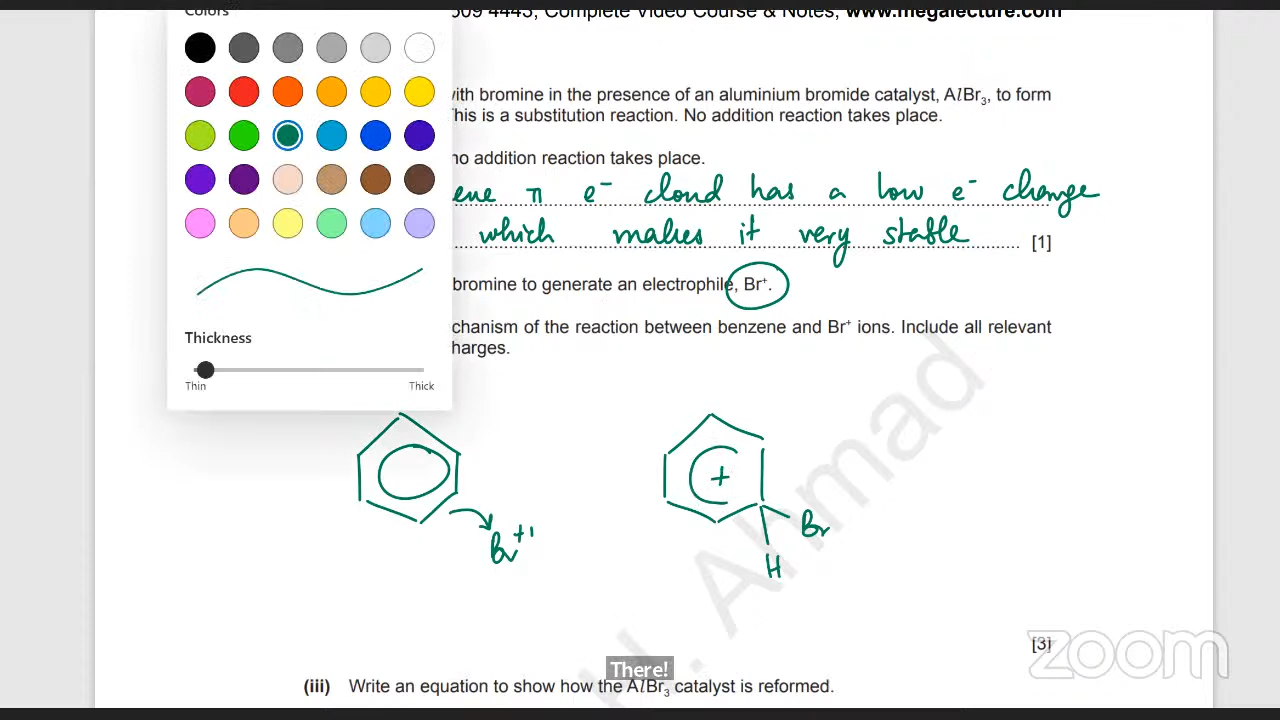 Colors
509 4443, Complete Video Course & Notes, www.megalecture.com
with bromine in the presence of an aluminium bromide catalyst, AlBr3, to form
This is a substitution reaction. No addition reaction takes place.
no addition reaction takes place.
ene π e⁻ cloud has a low e⁻ change
which makes it very stable [1]
bromine to generate an electrophile, Br⁺.
chanism of the reaction between benzene and Br⁺ ions. Include all relevant
harges.
Thickness
Thin Thick
+
Br⁺¹
Br
H
H. Ahmad
[3]
zoom
There!
(iii) Write an equation to show how the AlBr3 catalyst is reformed.